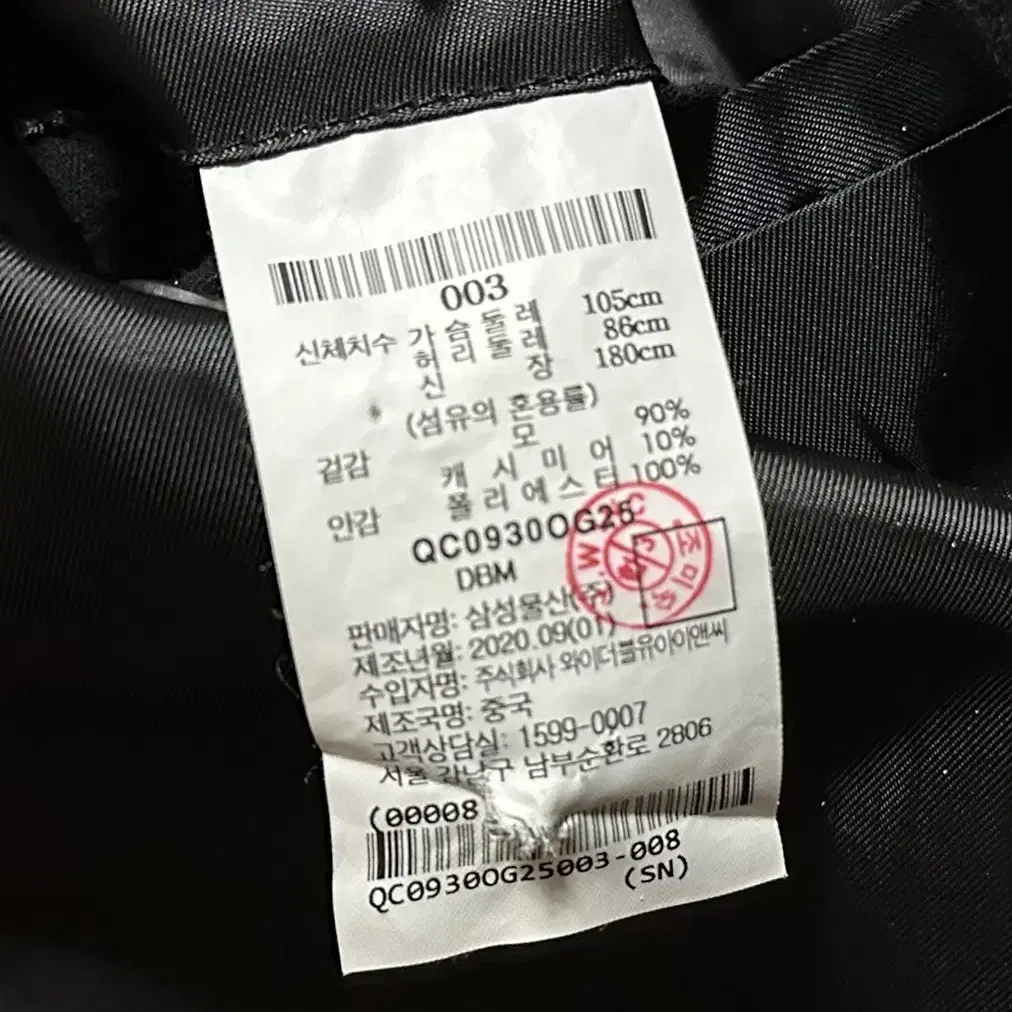 003
신체치수 가슴둘레 105cm
허리둘레 86cm
신장 180cm
(섬유의 혼용률)
겉감 모 90%
캐시미어 10%
안감 폴리에스터 100%
QC0930OG25
DBM
판매자명: 삼성물산(주)
제조년월: 2020.09(01)
수입자명: 주식회사 와이더블유아이앤씨
제조국명: 중국
고객상담실: 1599-0007
서울 강남구 남부순환로 2806
(00008
QC0930OG25003-008
(SN)